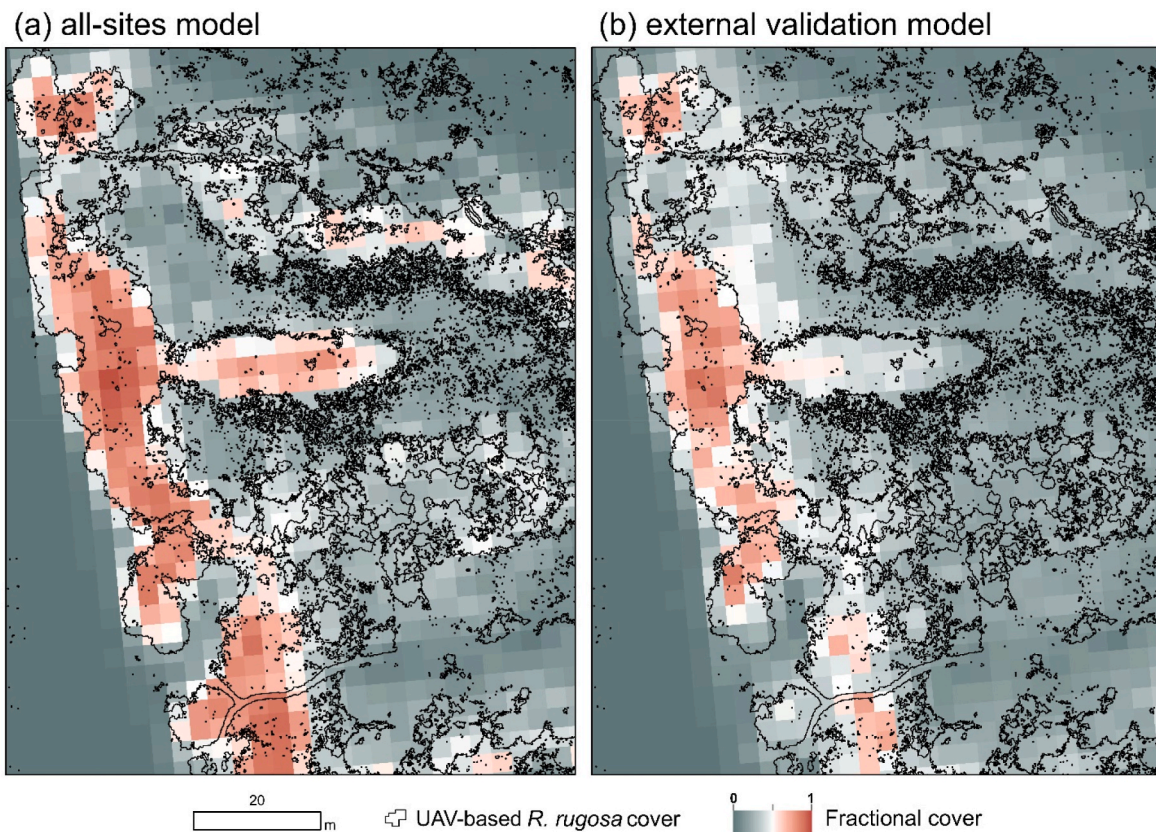 (a) all-sites model
(b) external validation model
20
m
UAV-based R. rugosa cover
0 1
Fractional cover